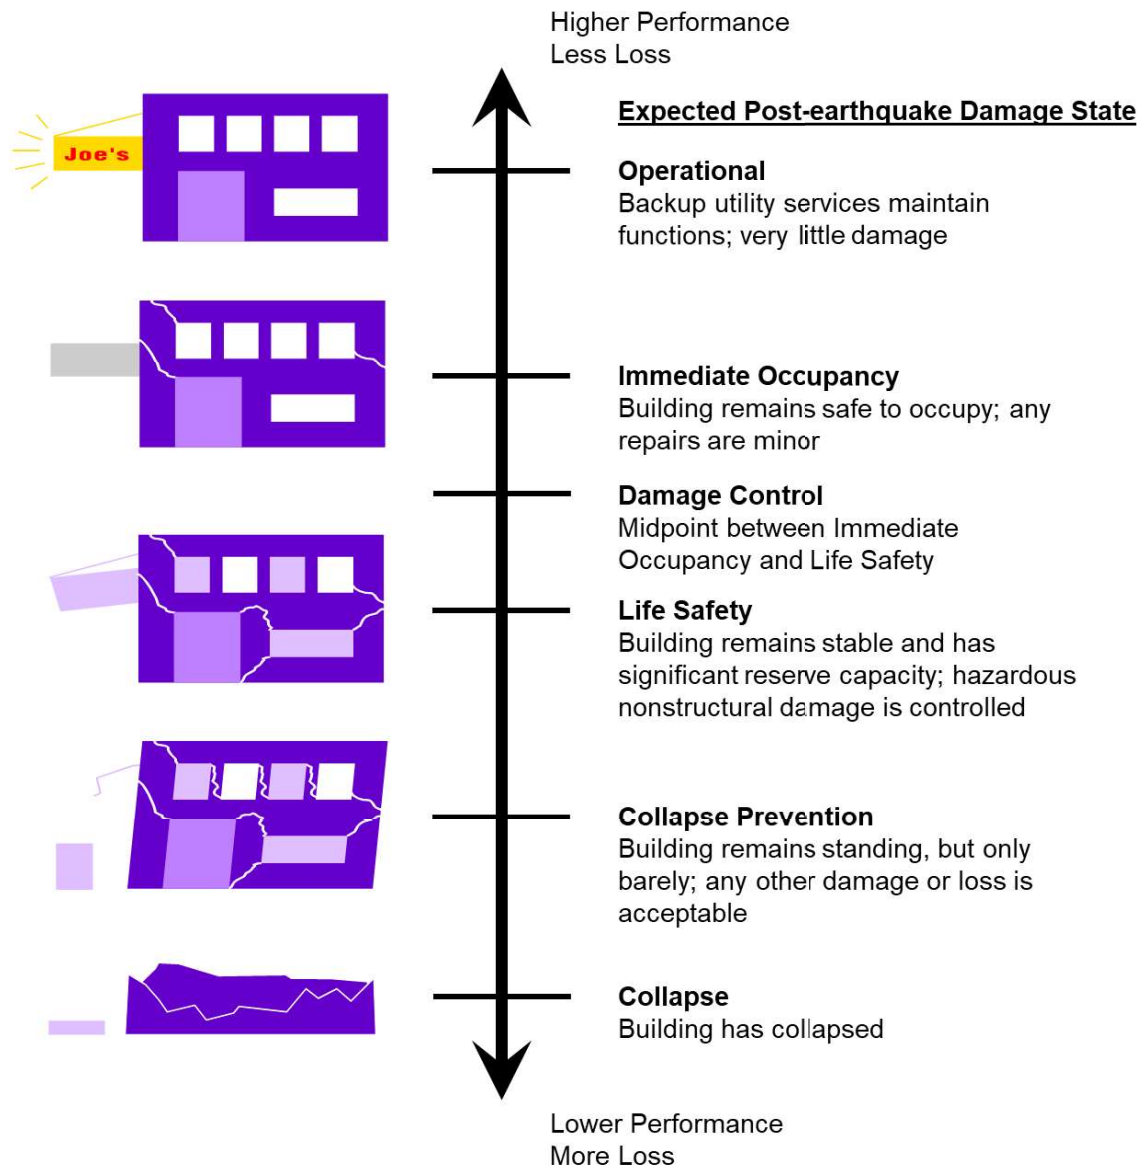 Higher Performance
Less Loss
Expected Post-earthquake Damage State
Joe's
Operational
Backup utility services maintain
functions; very little damage
Immediate Occupancy
Building remains safe to occupy; any
repairs are minor
Damage Control
Midpoint between Immediate
Occupancy and Life Safety
Life Safety
Building remains stable and has
significant reserve capacity; hazardous
nonstructural damage is controlled
Collapse Prevention
Building remains standing, but only
barely; any other damage or loss is
acceptable
Collapse
Building has collapsed
Lower Performance
More Loss